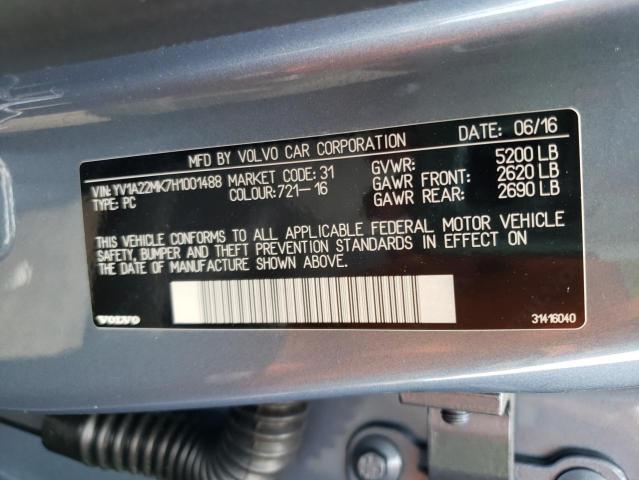 MFD BY VOLVO CAR CORPORATION DATE: 06/16
VIN: YV1A22MK7H1001488 MARKET CODE: 31 GVWR: 5200 LB
TYPE: PC COLOUR: 721-16 GAWR FRONT: 2620 LB
GAWR REAR: 2690 LB
THIS VEHICLE CONFORMS TO ALL APPLICABLE FEDERAL MOTOR VEHICLE
SAFETY, BUMPER AND THEFT PREVENTION STANDARDS IN EFFECT ON
THE DATE OF MANUFACTURE SHOWN ABOVE.
VOLVO 31416040